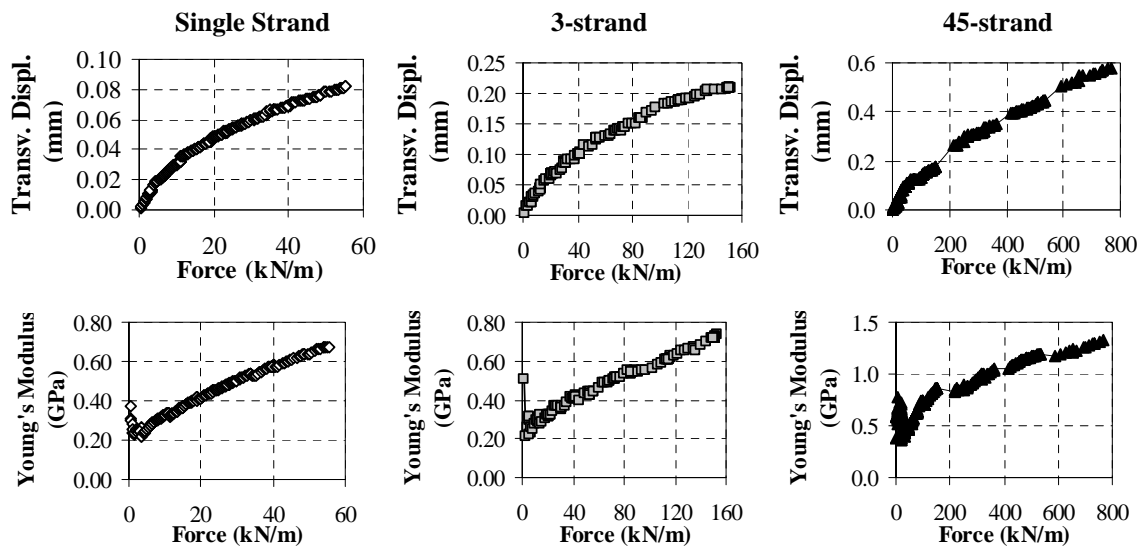 Single Strand
3-strand
45-strand
Transv. Displ.
(mm)
0.10
0.08
0.06
0.04
0.02
0.00
0 20 40 60
Force (kN/m)
Transv. Displ.
(mm)
0.25
0.20
0.15
0.10
0.05
0.00
0 40 80 120 160
Force (kN/m)
Transv. Displ.
(mm)
0.6
0.4
0.2
0.0
0 200 400 600 800
Force (kN/m)
Young's Modulus
(GPa)
0.80
0.60
0.40
0.20
0.00
0 20 40 60
Force (kN/m)
Young's Modulus
(GPa)
0.80
0.60
0.40
0.20
0.00
0 40 80 120 160
Force (kN/m)
Young's Modulus
(GPa)
1.5
1.0
0.5
0.0
0 200 400 600 800
Force (kN/m)